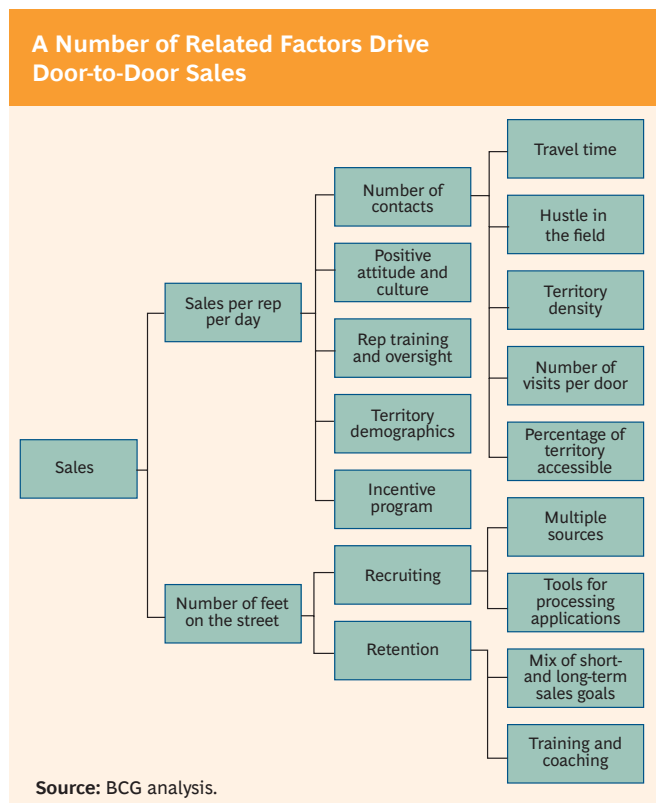 A Number of Related Factors Drive
Door-to-Door Sales
Sales
Sales per rep
per day
Number of
contacts
Travel time
Hustle in
the field
Territory
density
Number of
visits per door
Percentage of
territory
accessible
Positive
attitude and
culture
Rep training
and oversight
Territory
demographics
Incentive
program
Number of feet
on the street
Recruiting
Multiple
sources
Tools for
processing
applications
Retention
Mix of short-
and long-term
sales goals
Training and
coaching
Source: BCG analysis.